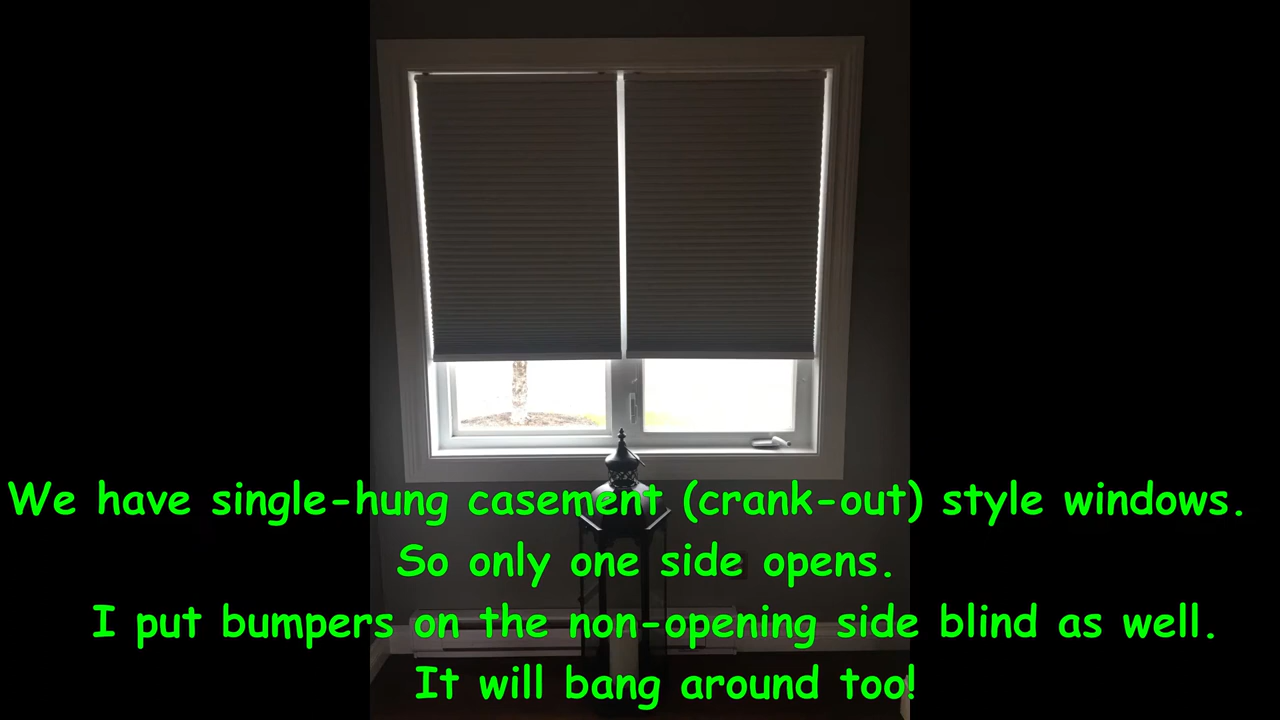 We have single-hung casement (crank-out) style windows.
So only one side opens.
I put bumpers on the non-opening side blind as well.
It will bang around too!